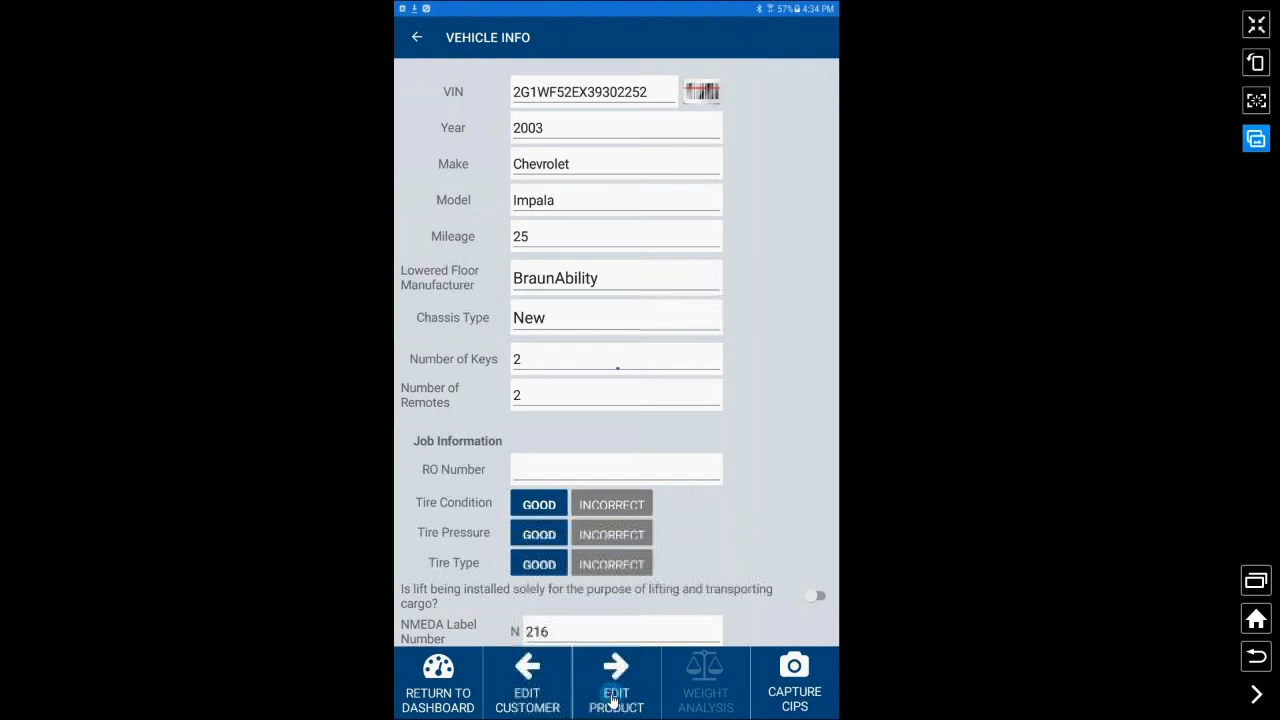 57% 4:34 PM
VEHICLE INFO
VIN 2G1WF52EX39302252
Year 2003
Make Chevrolet
Model Impala
Mileage 25
Lowered Floor
Manufacturer
BraunAbility
Chassis Type New
Number of Keys 2
Number of
Remotes
2
Job Information
RO Number
Tire Condition GOOD INCORRECT
Tire Pressure GOOD INCORRECT
Tire Type GOOD INCORRECT
Is lift being installed solely for the purpose of lifting and transporting
cargo?
NMEDA Label
Number
N 216
RETURN TO
DASHBOARD
EDIT
CUSTOMER
EDIT
PRODUCT
WEIGHT
ANALYSIS
CAPTURE
CIPS